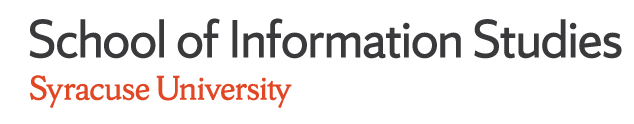 School of Information Studies
Syracuse University